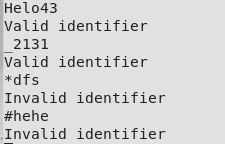 Helo43
Valid identifier
_2131
Valid identifier
*dfs
Invalid identifier
#hehe
Invalid identifier